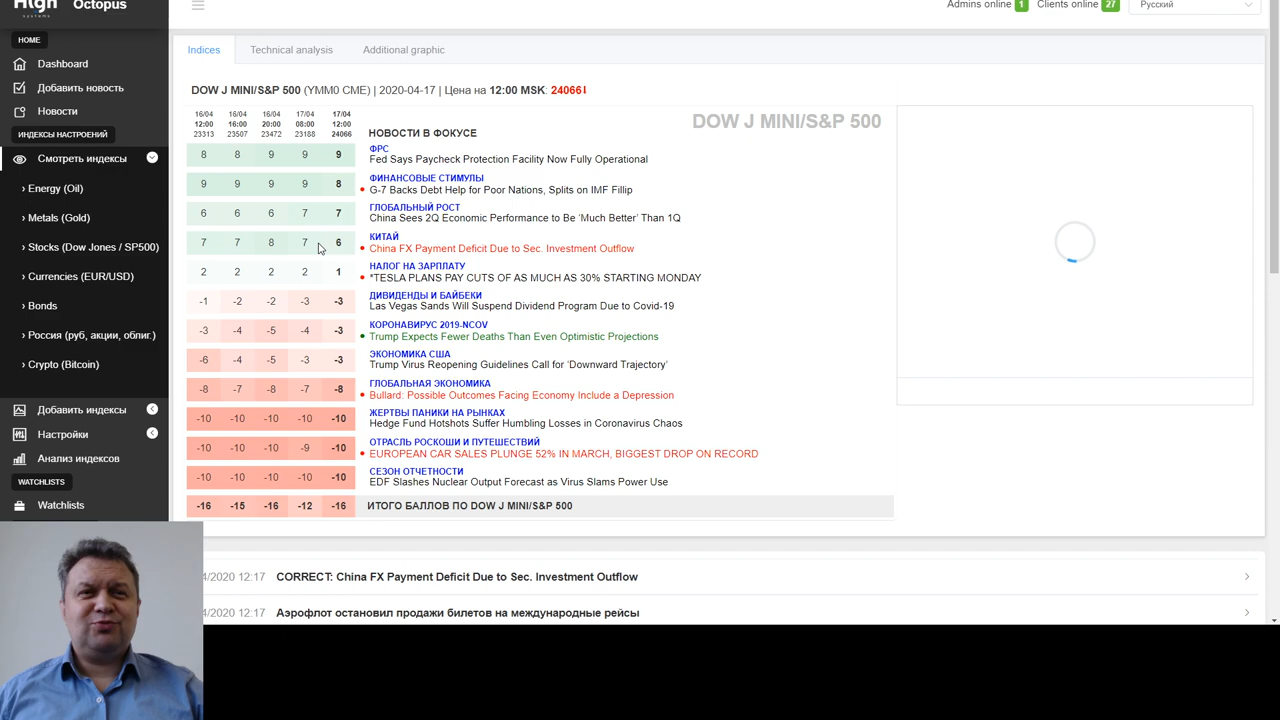 High Octopus
systems
Admins online 1 Clients online 27 Русский
HOME
Dashboard
Добавить новость
Новости
ИНДЕКСЫ НАСТРОЕНИЙ
Смотреть индексы
› Energy (Oil)
› Metals (Gold)
› Stocks (Dow Jones / SP500)
› Currencies (EUR/USD)
› Bonds
› Россия (руб, акции, облиг.)
› Crypto (Bitcoin)
Добавить индексы
Настройки
Анализ индексов
WATCHLISTS
Watchlists
Indices Technical analysis Additional graphic
DOW J MINI/S&P 500 (YMM0 CME) | 2020-04-17 | Цена на 12:00 MSK: 24066⭣
DOW J MINI/S&P 500
16/04 16/04 16/04 17/04 17/04
12:00 16:00 20:00 08:00 12:00
23313 23507 23472 23188 24066 НОВОСТИ В ФОКУСЕ
ФРС
8 8 9 9 9 Fed Says Paycheck Protection Facility Now Fully Operational
ФИНАНСОВЫЕ СТИМУЛЫ
9 9 9 9 8 • G-7 Backs Debt Help for Poor Nations, Splits on IMF Fillip
ГЛОБАЛЬНЫЙ РОСТ
6 6 6 7 7 China Sees 2Q Economic Performance to Be ‘Much Better’ Than 1Q
КИТАЙ
7 7 8 7 6 • China FX Payment Deficit Due to Sec. Investment Outflow
НАЛОГ НА ЗАРПЛАТУ
2 2 2 2 1 • *TESLA PLANS PAY CUTS OF AS MUCH AS 30% STARTING MONDAY
ДИВИДЕНДЫ И БАЙБЕКИ
-1 -2 -2 -3 -3 Las Vegas Sands Will Suspend Dividend Program Due to Covid-19
КОРОНАВИРУС 2019-NCOV
-3 -4 -5 -4 -3 • Trump Expects Fewer Deaths Than Even Optimistic Projections
ЭКОНОМИКА США
-6 -4 -5 -3 -3 Trump Virus Reopening Guidelines Call for ‘Downward Trajectory’
ГЛОБАЛЬНАЯ ЭКОНОМИКА
-8 -7 -8 -7 -8 • Bullard: Possible Outcomes Facing Economy Include a Depression
ЖЕРТВЫ ПАНИКИ НА РЫНКАХ
-10 -10 -10 -10 -10 Hedge Fund Hotshots Suffer Humbling Losses in Coronavirus Chaos
ОТРАСЛЬ РОСКОШИ И ПУТЕШЕСТВИЙ
-10 -10 -10 -9 -10 • EUROPEAN CAR SALES PLUNGE 52% IN MARCH, BIGGEST DROP ON RECORD
СЕЗОН ОТЧЕТНОСТИ
-10 -10 -10 -10 -10 EDF Slashes Nuclear Output Forecast as Virus Slams Power Use
-16 -15 -16 -12 -16 ИТОГО БАЛЛОВ ПО DOW J MINI/S&P 500
4/2020 12:17 CORRECT: China FX Payment Deficit Due to Sec. Investment Outflow
4/2020 12:17 Аэрофлот остановил продажи билетов на международные рейсы